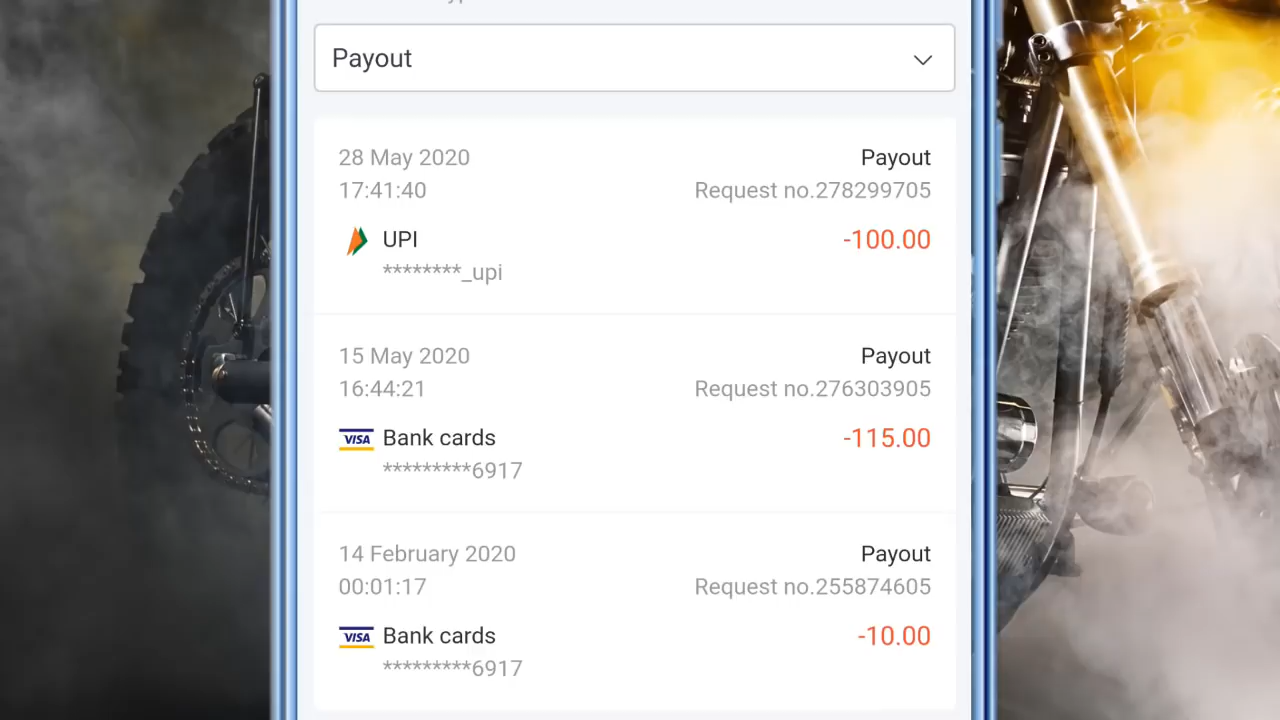 Payout
28 May 2020 Payout
17:41:40 Request no.278299705
UPI -100.00
********_upi
15 May 2020 Payout
16:44:21 Request no.276303905
VISA Bank cards -115.00
*********6917
14 February 2020 Payout
00:01:17 Request no.255874605
VISA Bank cards -10.00
*********6917